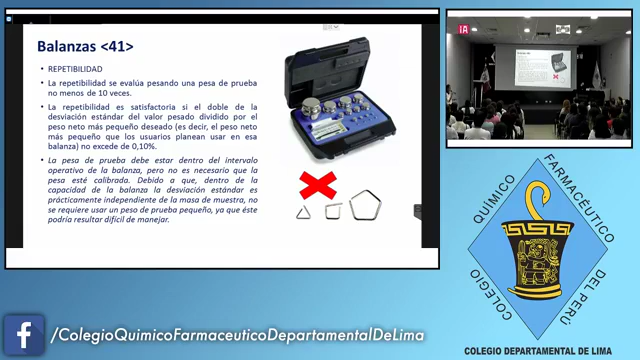 Balanzas <41>
• REPETIBILIDAD
• La repetibilidad se evalúa pesando una pesa de prueba
no menos de 10 veces.
• La repetibilidad es satisfactoria si el doble de la
desviación estándar del valor pesado dividido por el
peso neto más pequeño deseado (es decir, el peso neto
más pequeño que los usuarios planean usar en esa
balanza) no excede de 0,10%.
• La pesa de prueba debe estar dentro del intervalo
operativo de la balanza, pero no es necesario que la
pesa esté calibrada. Debido a que, dentro de la
capacidad de la balanza la desviación estándar es
prácticamente independiente de la masa de muestra, no
se requiere usar un peso de prueba pequeño, ya que éste
podría resultar difícil de manejar.
COLEGIO QUÍMICO FARMACÉUTICO DEL PERÚ
COLEGIO DEPARTAMENTAL DE LIMA
f /ColegioQuimicoFarmaceuticoDepartamentalDeLima